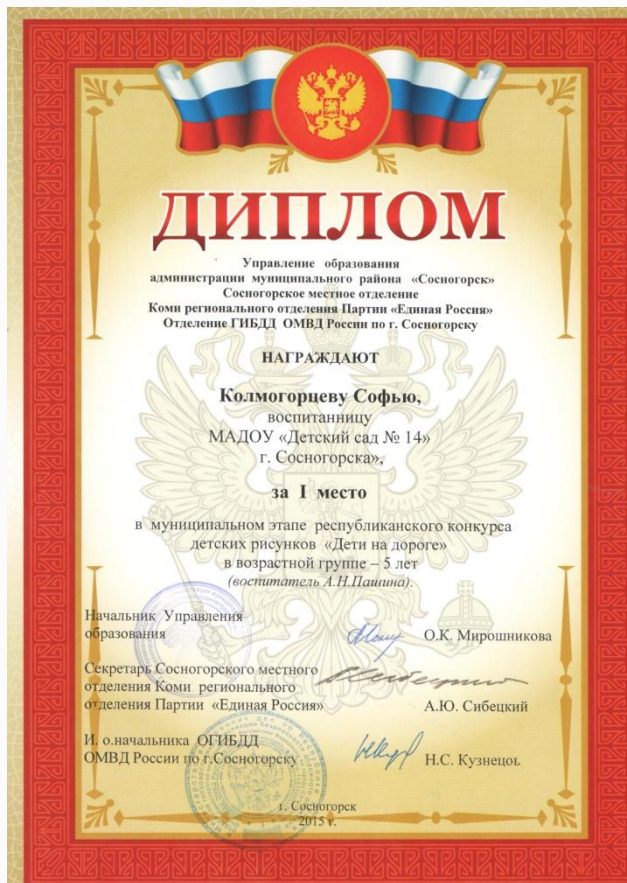 ДИПЛОМ
Управление образования
администрации муниципального района «Сосногорск»
Сосногорское местное отделение
Коми регионального отделения Партии «Единая Россия»
Отделение ГИБДД ОМВД России по г. Сосногорску
НАГРАЖДАЮТ
Колмогорцеву Софью,
воспитанницу
МАДОУ «Детский сад № 14»
г. Сосногорска»,
за I место
в муниципальном этапе республиканского конкурса
детских рисунков «Дети на дороге»
в возрастной группе – 5 лет
(воспитатель А.Н.Пашина).
Начальник Управления
образования О.К. Мирошникова
Секретарь Сосногорского местного
отделения Коми регионального
отделения Партии «Единая Россия» А.Ю. Сибецкий
И. о.начальника ОГИБДД
ОМВД России по г.Сосногорску Н.С. Кузнецов
г. Сосногорск
2015 г.